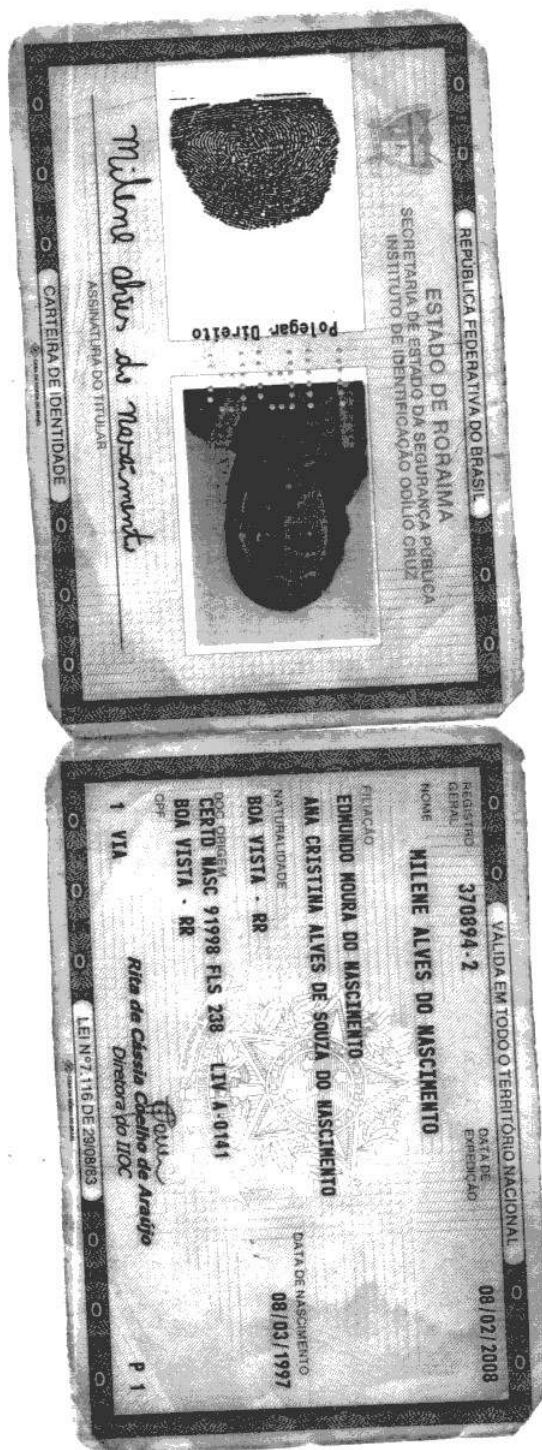 REPÚBLICA FEDERATIVA DO BRASIL
ESTADO DE RORAIMA
SECRETARIA DE ESTADO DA SEGURANÇA PÚBLICA
INSTITUTO DE IDENTIFICAÇÃO ODÍLIO CRUZ
Polegar Direito
Milene Alves do Nascimento
ASSINATURA DO TITULAR
CARTEIRA DE IDENTIDADE
VÁLIDA EM TODO O TERRITÓRIO NACIONAL
REGISTRO GERAL 370894-2 DATA DE EXPEDIÇÃO 08/02/2008
NOME MILENE ALVES DO NASCIMENTO
FILIAÇÃO
EDMUNDO MOURA DO NASCIMENTO
ANA CRISTINA ALVES DE SOUZA DO NASCIMENTO
NATURALIDADE DATA DE NASCIMENTO
BOA VISTA - RR 08/03/1997
DOC ORIGEM
CERTD NASC 91998 FLS 238 LIV A-0141
BOA VISTA - RR
CPF
1 VIA P 1
Rita de Cássia Coelho de Araújo
Diretora do IIOC
LEI Nº 7.116 DE 29/08/83